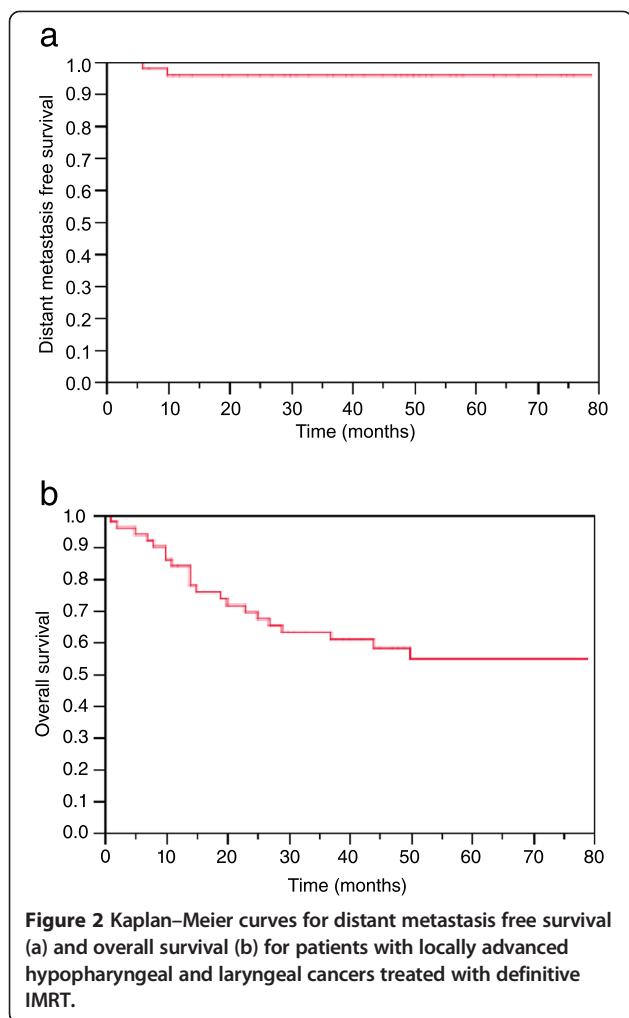 a
Distant metastasis free survival
1.0
0.9
0.8
0.7
0.6
0.5
0.4
0.3
0.2
0.1
0.0
0 10 20 30 40 50 60 70 80
Time (months)
b
Overall survival
1.0
0.9
0.8
0.7
0.6
0.5
0.4
0.3
0.2
0.1
0.0
0 10 20 30 40 50 60 70 80
Time (months)
Figure 2 Kaplan–Meier curves for distant metastasis free survival
(a) and overall survival (b) for patients with locally advanced
hypopharyngeal and laryngeal cancers treated with definitive
IMRT.